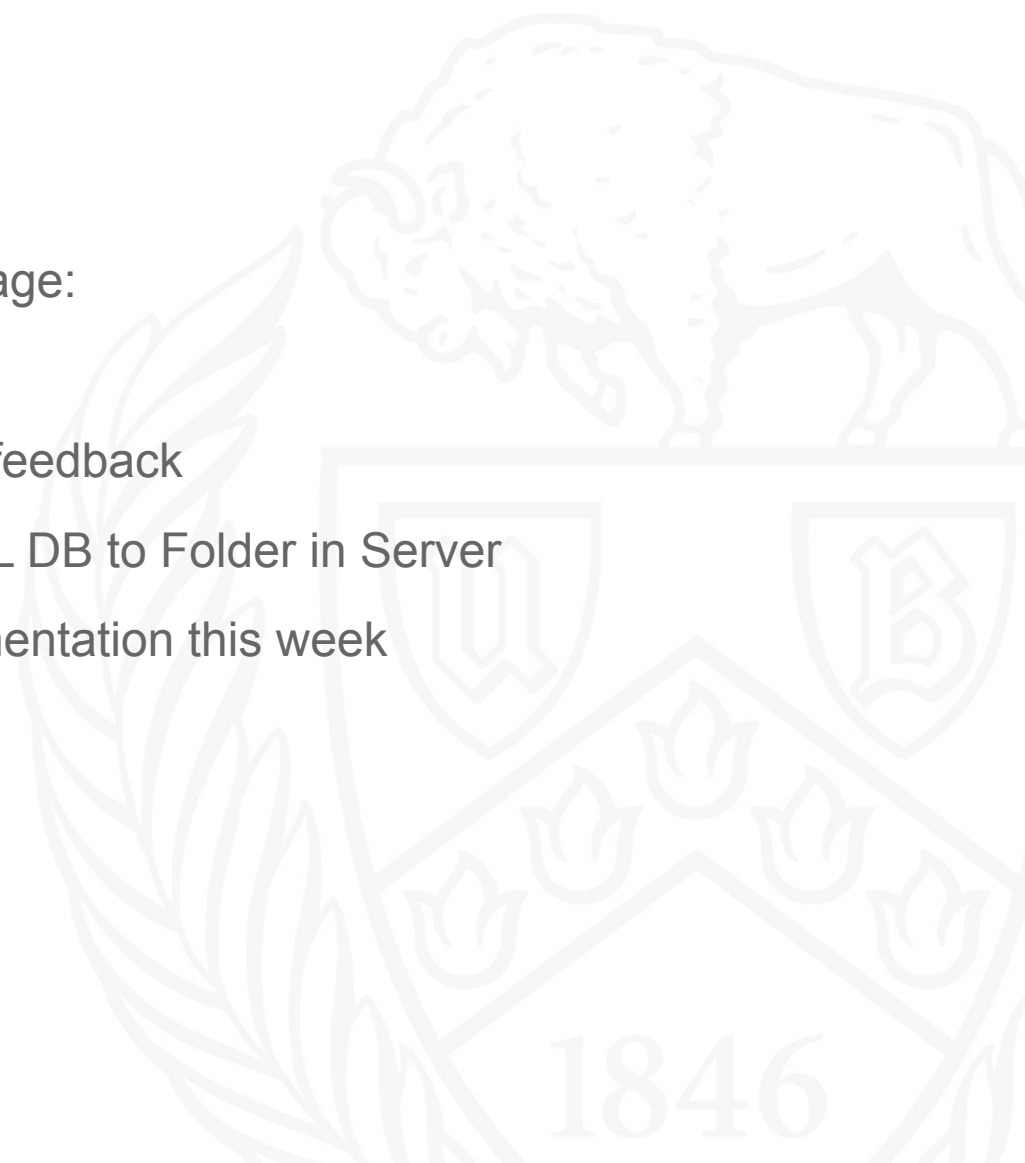 age:
feedback
L DB to Folder in Server
nentation this week
U B
1846